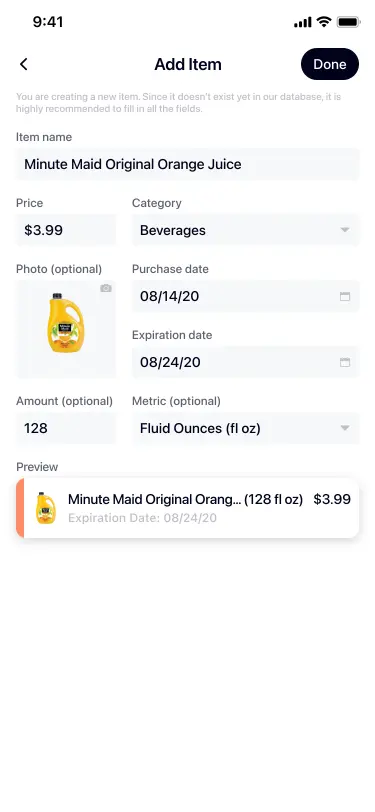 9:41
Add Item
Done
You are creating a new item. Since it doesn't exist yet in our database, it is
highly recommended to fill in all the fields.
Item name
Minute Maid Original Orange Juice
Price
Category
$3.99
Beverages
Photo (optional)
Purchase date
08/14/20
Minute
Maid
Expiration date
08/24/20
Amount (optional)
Metric (optional)
128
Fluid Ounces (fl oz)
Preview
Minute Maid Original Orang... (128 fl oz)
$3.99
Expiration Date: 08/24/20